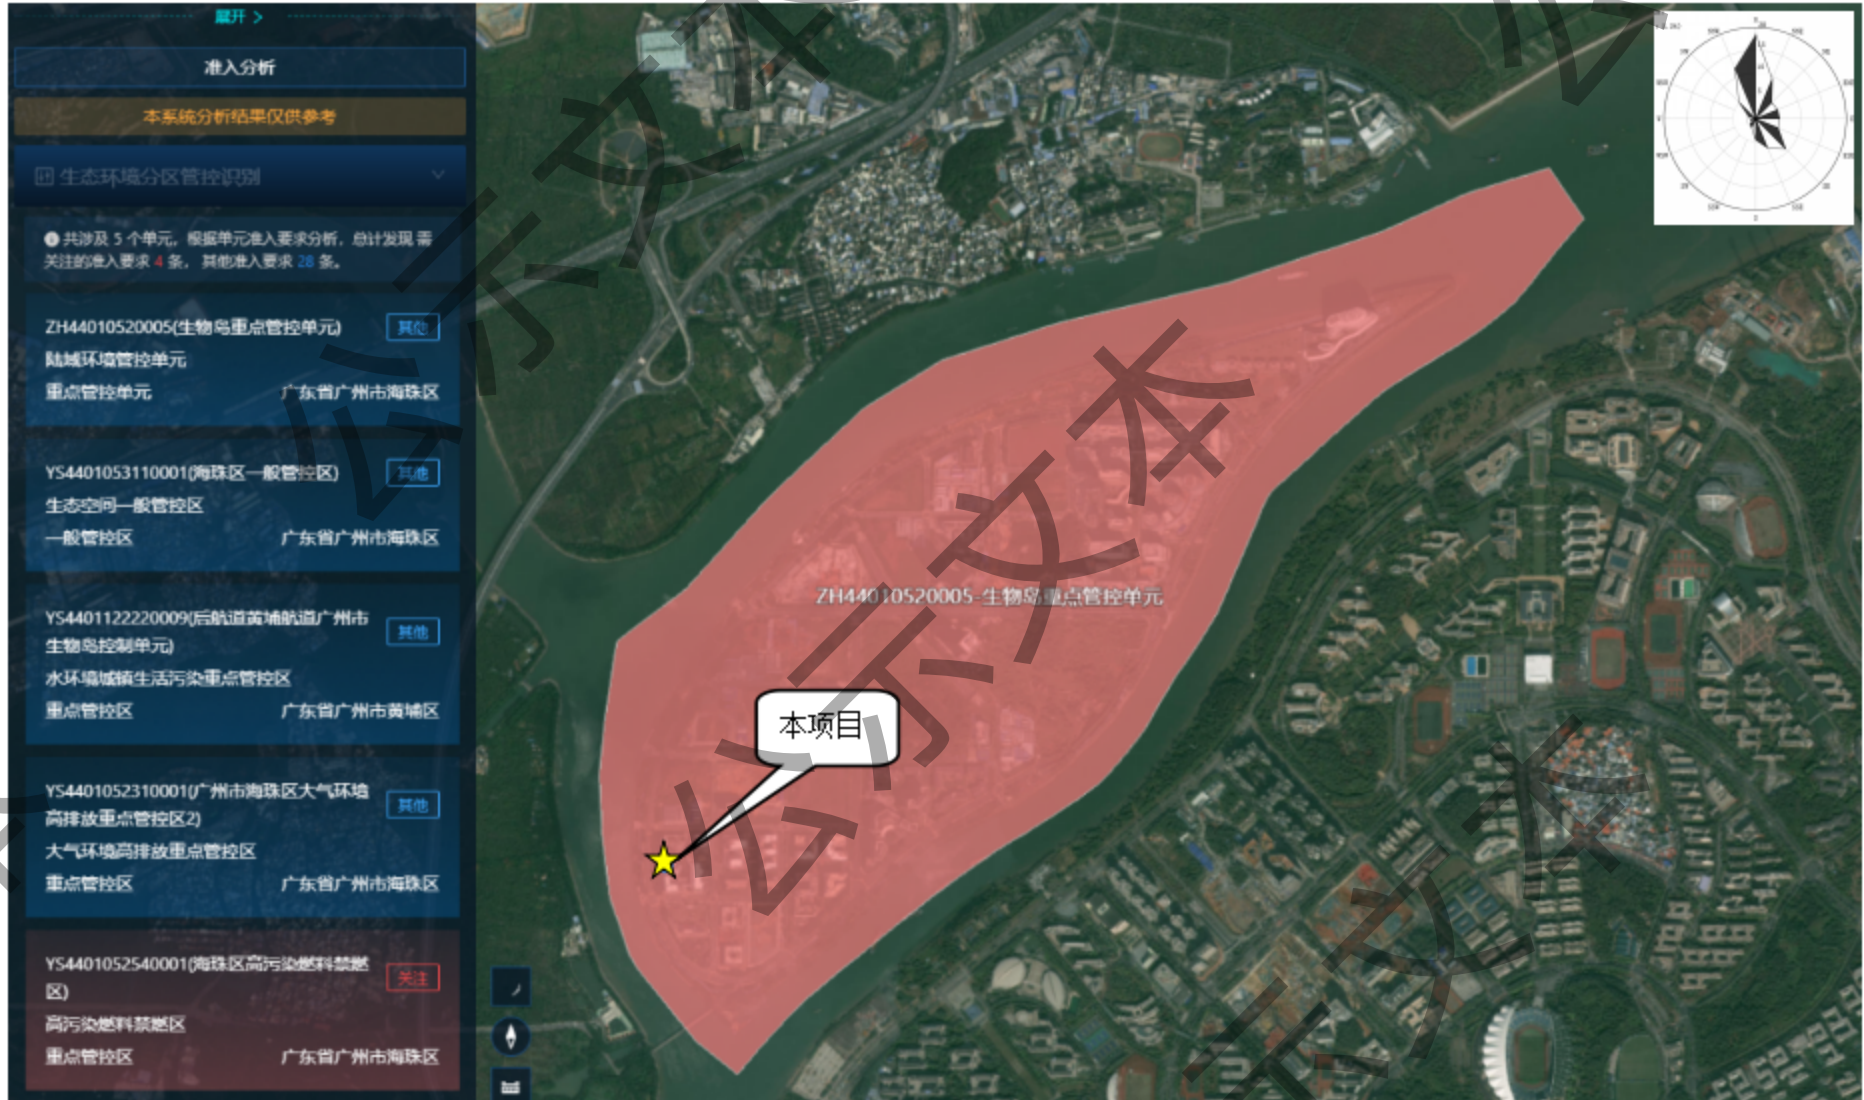 展开 >
准入分析
本系统分析结果仅供参考
生态环境分区管控识别
共涉及 5 个单元，根据单元准入要求分析，总计发现 需
关注的准入要求 4 条，其他准入要求 28 条。
ZH44010520005(生物岛重点管控单元)
其他
陆域环境管控单元
重点管控单元 广东省广州市海珠区
YS4401053110001(海珠区一般管控区)
其他
生态空间一般管控区
一般管控区 广东省广州市海珠区
YS4401122220009(后航道黄埔航道广州市
生物岛控制单元)
其他
水环境城镇生活污染重点管控区
重点管控区 广东省广州市黄埔区
YS4401052310001(广州市海珠区大气环境
高排放重点管控区2)
其他
大气环境高排放重点管控区
重点管控区 广东省广州市海珠区
YS4401052540001(海珠区高污染燃料禁燃
区)
关注
高污染燃料禁燃区
重点管控区 广东省广州市海珠区
ZH44010520005-生物岛重点管控单元
本项目
公示文本
公示文本
公示文本